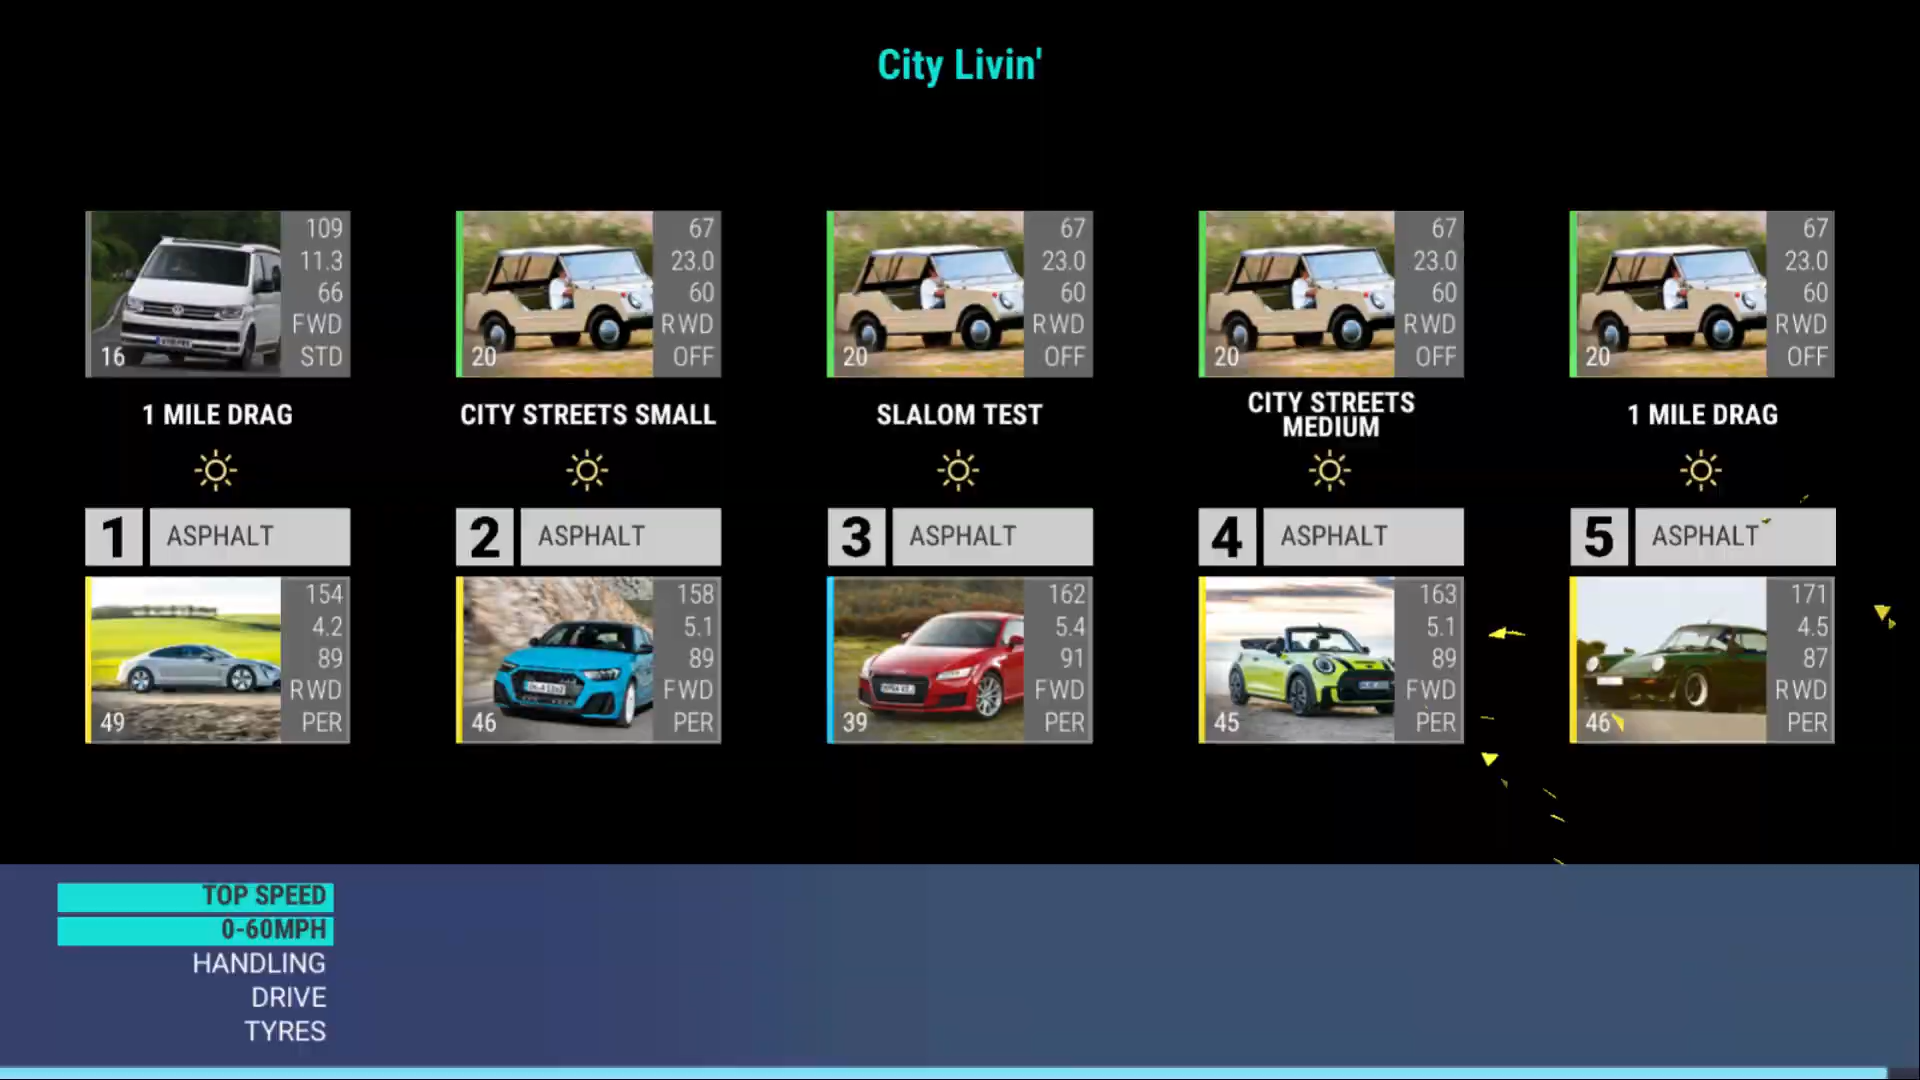 City Livin'
109
11.3
66
FWD
STD
16
67
23.0
60
RWD
OFF
20
67
23.0
60
RWD
OFF
20
67
23.0
60
RWD
OFF
20
67
23.0
60
RWD
OFF
20
1 MILE DRAG
CITY STREETS SMALL
SLALOM TEST
CITY STREETS
MEDIUM
1 MILE DRAG
1 ASPHALT
2 ASPHALT
3 ASPHALT
4 ASPHALT
5 ASPHALT
154
4.2
89
RWD
PER
49
158
5.1
89
FWD
PER
46
162
5.4
91
FWD
PER
39
163
5.1
89
FWD
PER
45
171
4.5
87
RWD
PER
46
TOP SPEED
0-60MPH
HANDLING
DRIVE
TYRES